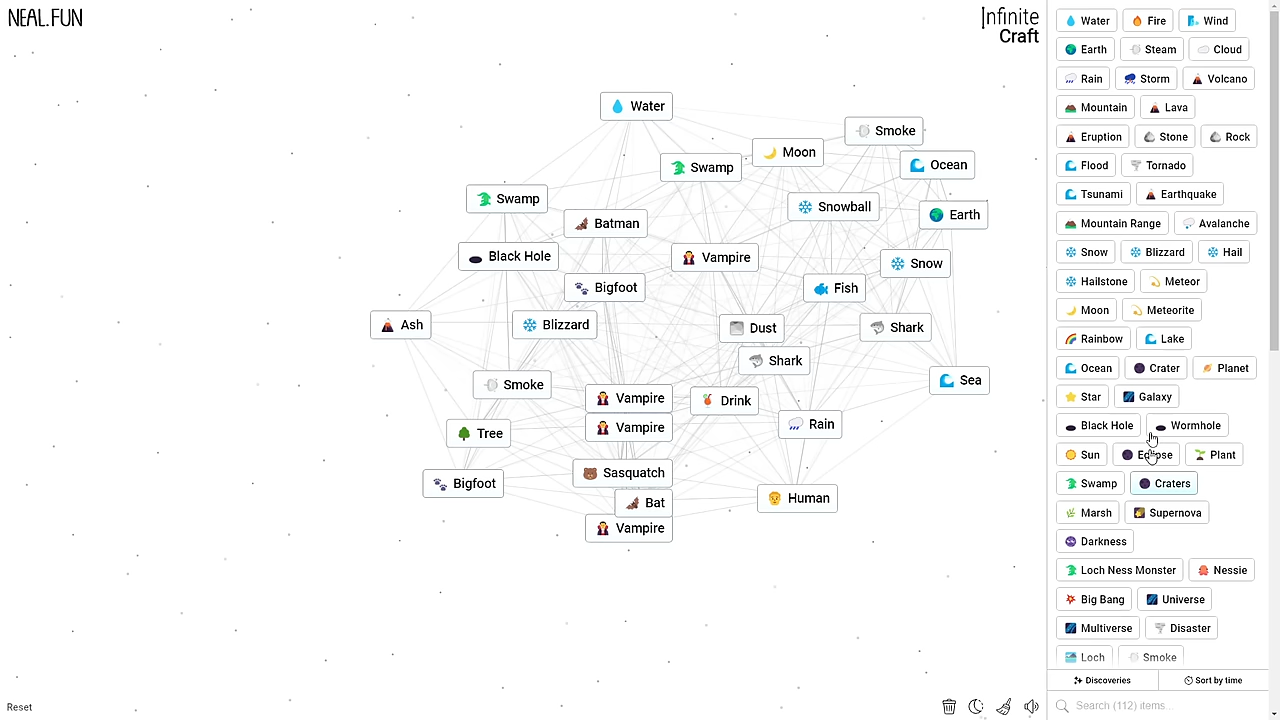 NEAL.FUN
Infinite
Craft
Water
Smoke
Moon
Ocean
Swamp
Swamp
Snowball
Earth
Batman
Black Hole
Vampire
Snow
Bigfoot
Fish
Ash
Blizzard
Dust
Shark
Shark
Smoke
Sea
Vampire
Drink
Vampire
Rain
Tree
Sasquatch
Bigfoot
Bat
Human
Vampire
Reset
Water Fire Wind
Earth Steam Cloud
Rain Storm Volcano
Mountain Lava
Eruption Stone Rock
Flood Tornado
Tsunami Earthquake
Mountain Range Avalanche
Snow Blizzard Hail
Hailstone Meteor
Moon Meteorite
Rainbow Lake
Ocean Crater Planet
Star Galaxy
Black Hole Wormhole
Sun Eclipse Plant
Swamp Craters
Marsh Supernova
Darkness
Loch Ness Monster Nessie
Big Bang Universe
Multiverse Disaster
Loch Smoke
Discoveries Sort by time
Search (112) items...